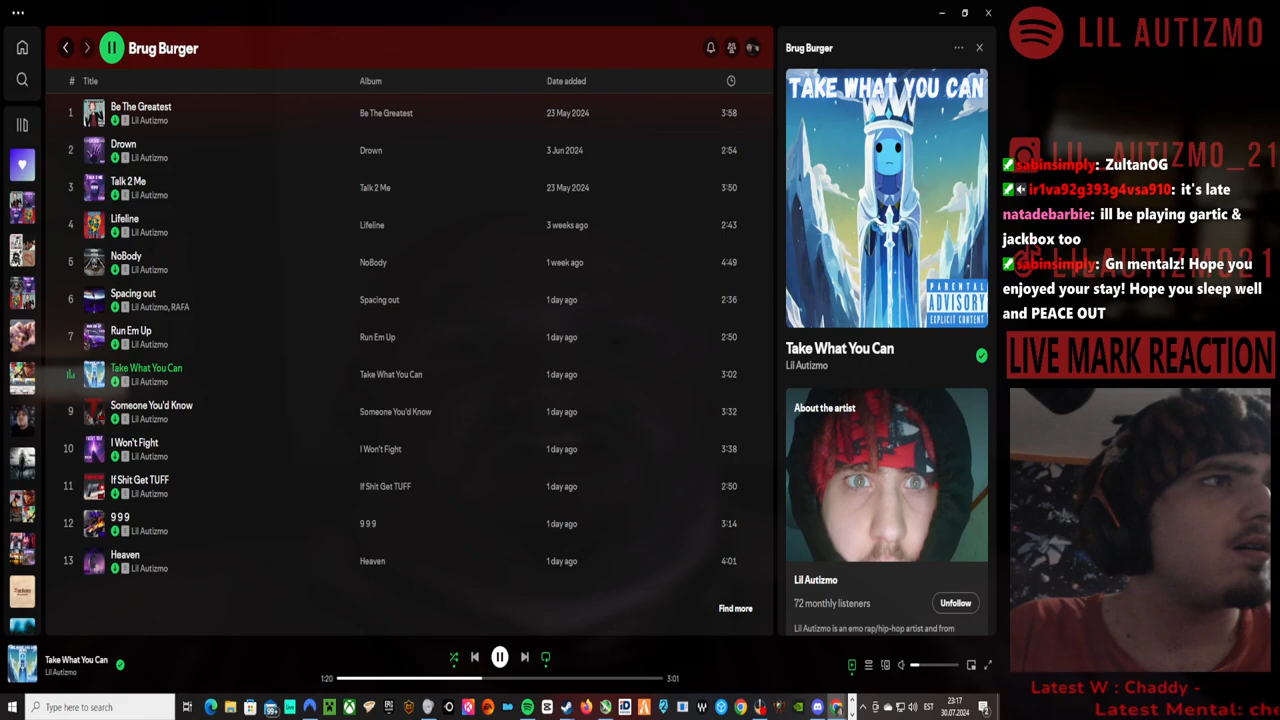 Brug Burger
# Title Album Date added
1 Be The Greatest Be The Greatest 23 May 2024 3:58
E Lil Autizmo
2 Drown Drown 3 Jun 2024 2:54
E Lil Autizmo
3 Talk 2 Me Talk 2 Me 23 May 2024 3:50
E Lil Autizmo
4 Lifeline Lifeline 3 weeks ago 2:43
E Lil Autizmo
5 NoBody NoBody 1 week ago 4:49
E Lil Autizmo
6 Spacing out Spacing out 1 day ago 2:36
E Lil Autizmo, RAFA
7 Run Em Up Run Em Up 1 day ago 2:50
E Lil Autizmo
Take What You Can Take What You Can 1 day ago 3:02
E Lil Autizmo
9 Someone You'd Know Someone You'd Know 1 day ago 3:32
E Lil Autizmo
10 I Won't Fight I Won't Fight 1 day ago 3:38
E Lil Autizmo
11 If Shit Get TUFF If Shit Get TUFF 1 day ago 2:50
E Lil Autizmo
12 9 9 9 9 9 9 1 day ago 3:14
E Lil Autizmo
13 Heaven Heaven 1 day ago 4:01
E Lil Autizmo
Find more
Brug Burger
TAKE WHAT YOU CAN
PARENTAL
ADVISORY
EXPLICIT CONTENT
Take What You Can
Lil Autizmo
About the artist
Lil Autizmo
72 monthly listeners
Unfollow
Lil Autizmo is an emo rap/hip-hop artist and from
LIL AUTIZMO
LIL_AUTIZMO_21
LILAUTIZMO21
sabinsimply: ZultanOG
ir1va92g393g4vsa910: it's late
natadebarbie: ill be playing gartic &
jackbox too
sabinsimply: Gn mentalz! Hope you
enjoyed your stay! Hope you sleep well
and PEACE OUT
LIVE MARK REACTION
Latest W : Chaddy -
Latest Mental: che
Take What You Can
Lil Autizmo
1:20 3:01
Type here to search
99+
23:17
30.07.2024
2